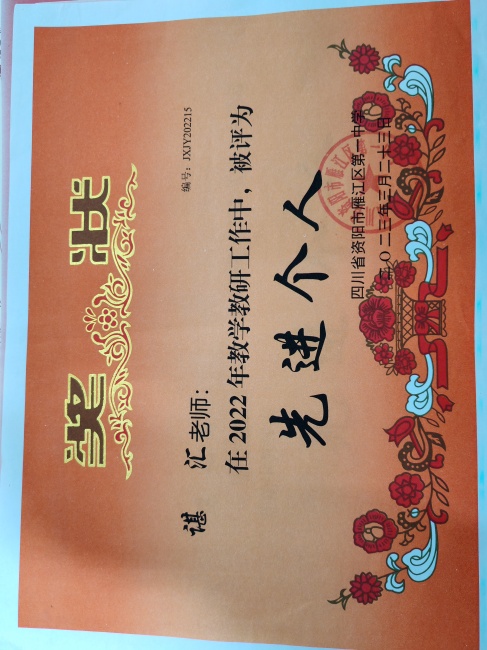 奖 状
编号：JXJY202215
谌 汇老师：
在2022年教学教研工作中，被评为
先进个人
四川省资阳市雁江区第一中学
二〇二三年三月二十三日